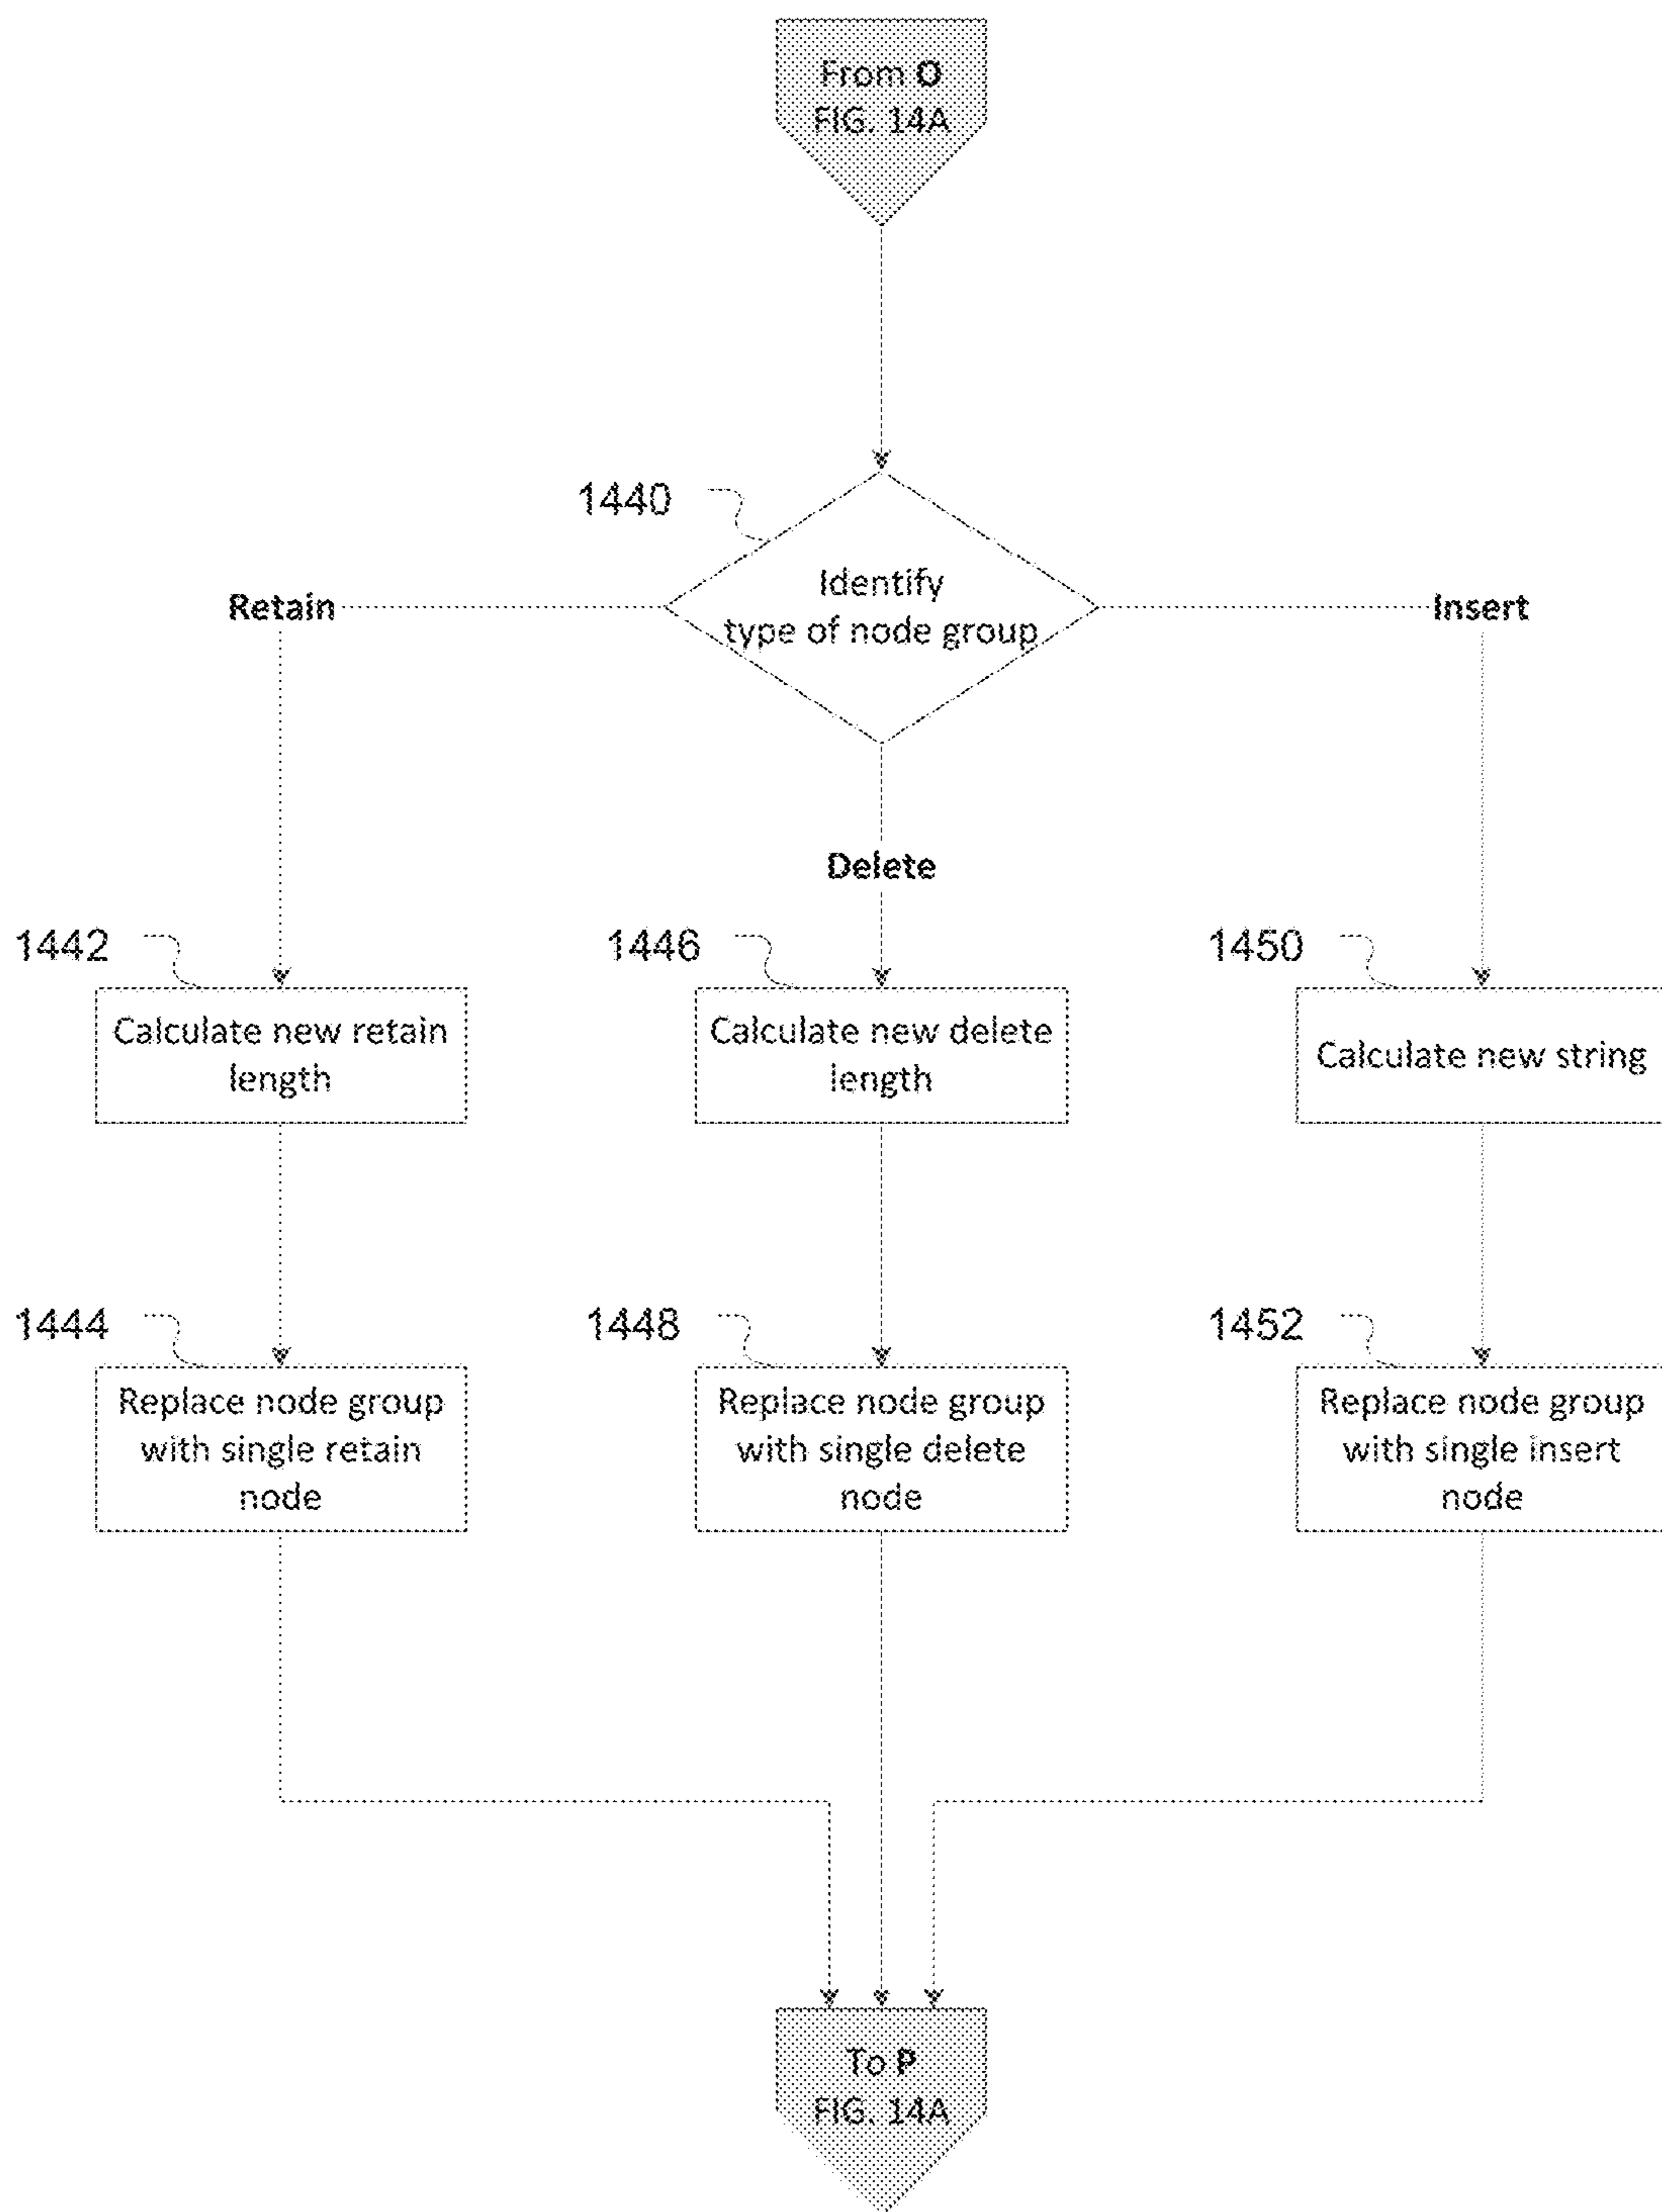 From O
FIG. 14A
1440
Identify
type of node group
Retain
Insert
Delete
1442
1446
1450
Calculate new retain
length
Calculate new delete
length
Calculate new string
1444
1448
1452
Replace node group
with single retain
node
Replace node group
with single delete
node
Replace node group
with single insert
node
To P
FIG. 14A